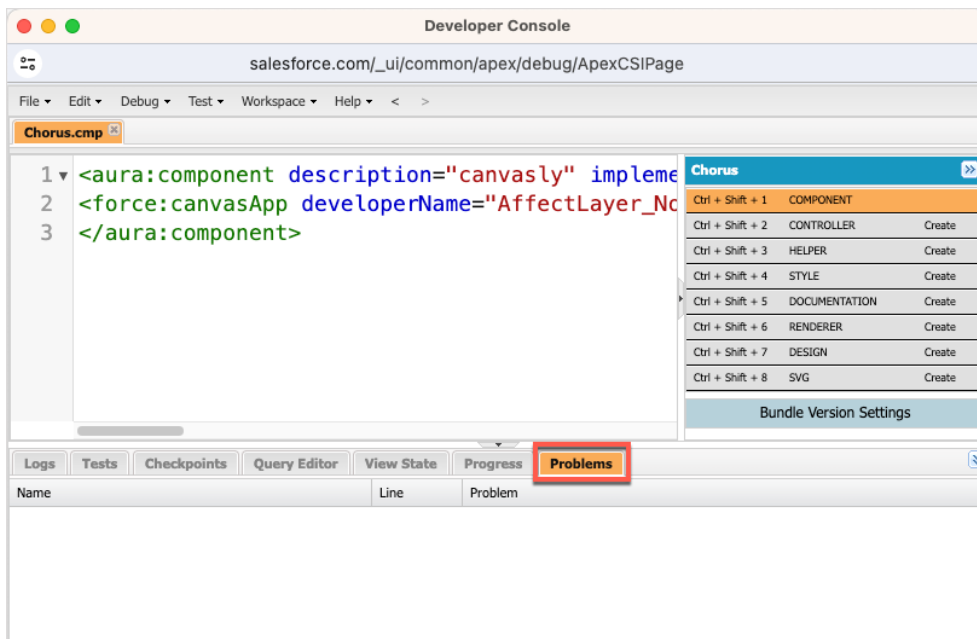 Developer Console
salesforce.com/_ui/common/apex/debug/ApexCSIPage
File Edit Debug Test Workspace Help < >
Chorus.cmp
1 <aura:component description="canvasly" impleme
2 <force:canvasApp developerName="AffectLayer_No
3 </aura:component>
Chorus
Ctrl + Shift + 1 COMPONENT
Ctrl + Shift + 2 CONTROLLER Create
Ctrl + Shift + 3 HELPER Create
Ctrl + Shift + 4 STYLE Create
Ctrl + Shift + 5 DOCUMENTATION Create
Ctrl + Shift + 6 RENDERER Create
Ctrl + Shift + 7 DESIGN Create
Ctrl + Shift + 8 SVG Create
Bundle Version Settings
Logs Tests Checkpoints Query Editor View State Progress Problems
Name Line Problem